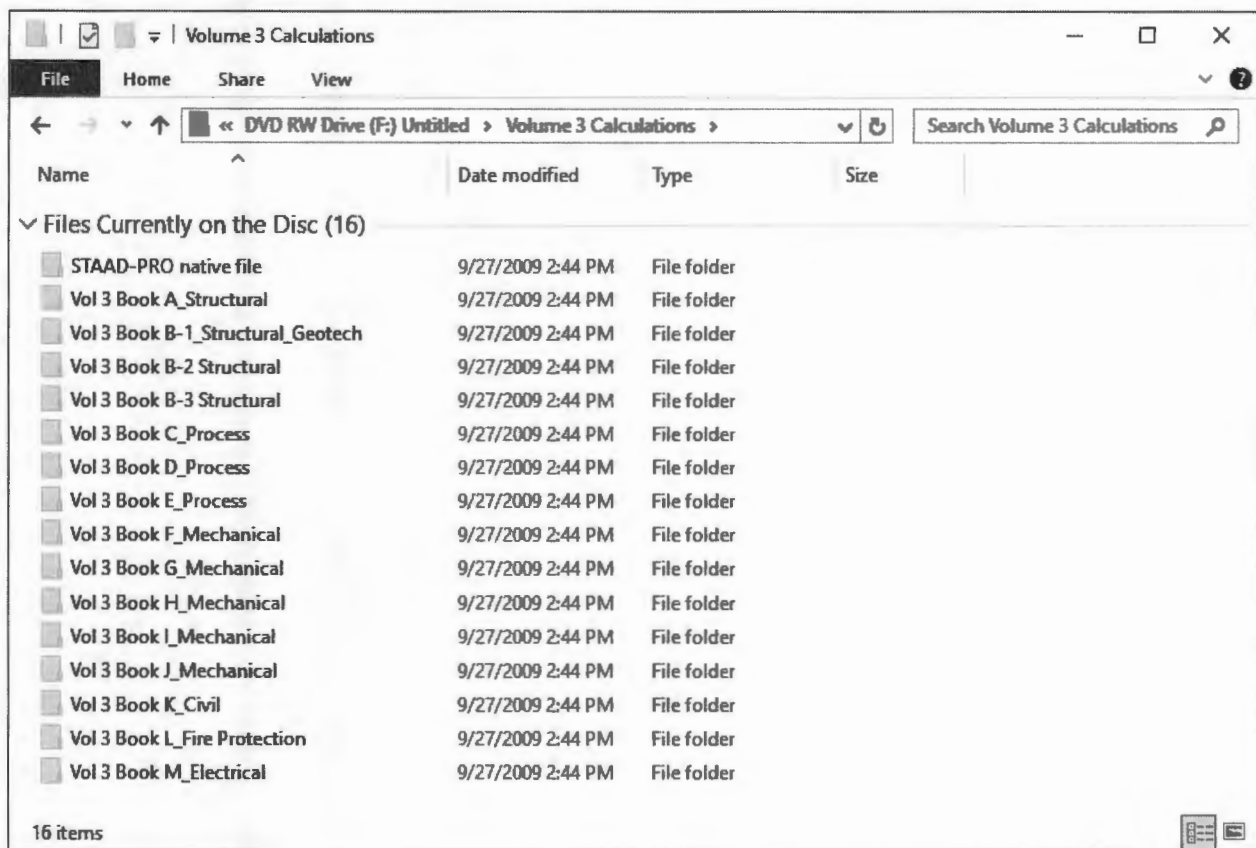 Volume 3 Calculations
File Home Share View
« DVD RW Drive (F:) Untitled > Volume 3 Calculations > Search Volume 3 Calculations
Name Date modified Type Size
Files Currently on the Disc (16)
STAAD-PRO native file 9/27/2009 2:44 PM File folder
Vol 3 Book A_Structural 9/27/2009 2:44 PM File folder
Vol 3 Book B-1_Structural_Geotech 9/27/2009 2:44 PM File folder
Vol 3 Book B-2 Structural 9/27/2009 2:44 PM File folder
Vol 3 Book B-3 Structural 9/27/2009 2:44 PM File folder
Vol 3 Book C_Process 9/27/2009 2:44 PM File folder
Vol 3 Book D_Process 9/27/2009 2:44 PM File folder
Vol 3 Book E_Process 9/27/2009 2:44 PM File folder
Vol 3 Book F_Mechanical 9/27/2009 2:44 PM File folder
Vol 3 Book G_Mechanical 9/27/2009 2:44 PM File folder
Vol 3 Book H_Mechanical 9/27/2009 2:44 PM File folder
Vol 3 Book I_Mechanical 9/27/2009 2:44 PM File folder
Vol 3 Book J_Mechanical 9/27/2009 2:44 PM File folder
Vol 3 Book K_Civil 9/27/2009 2:44 PM File folder
Vol 3 Book L_Fire Protection 9/27/2009 2:44 PM File folder
Vol 3 Book M_Electrical 9/27/2009 2:44 PM File folder
16 items